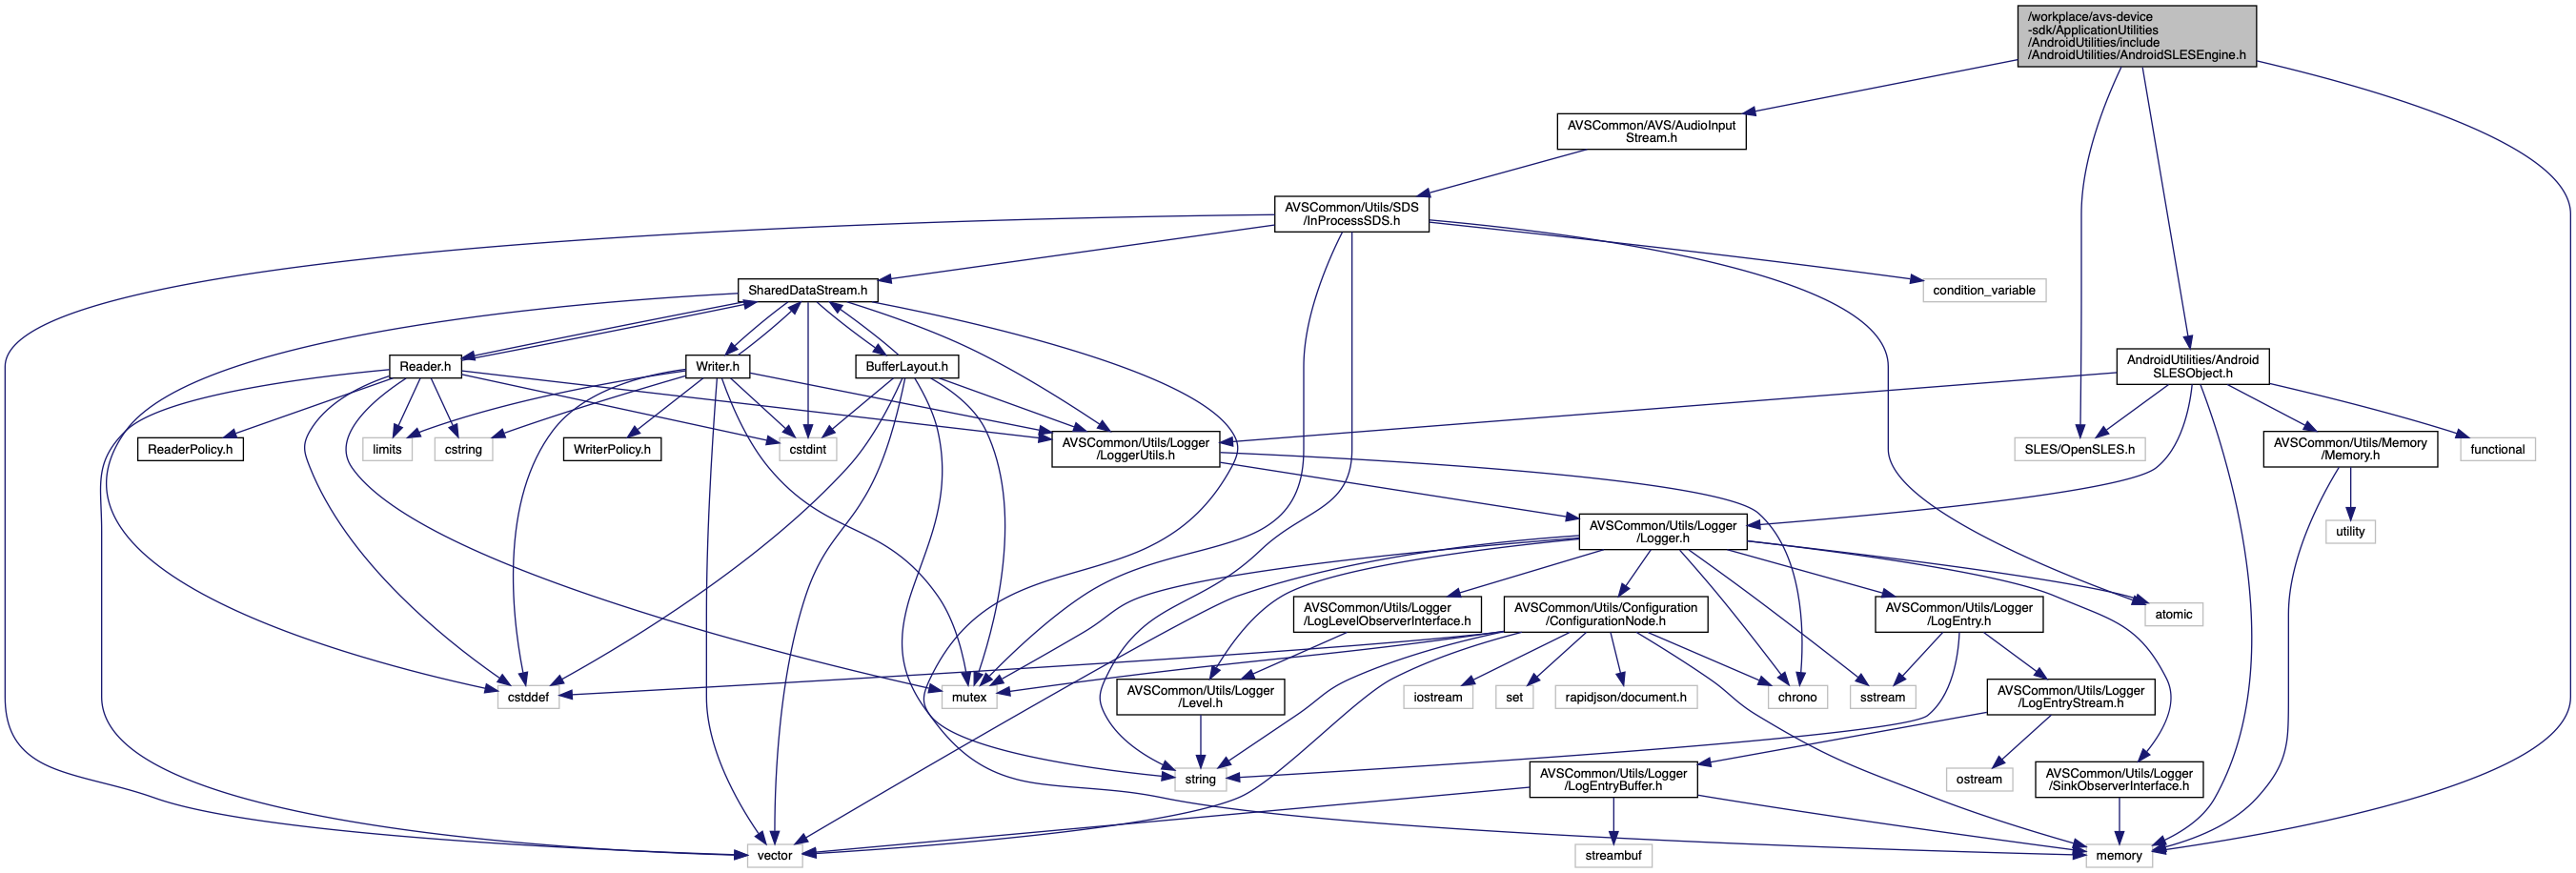 /workplace/avs-device
-sdk/ApplicationUtilities
/AndroidUtilities/include
/AndroidUtilities/AndroidSLESEngine.h
AVSCommon/AVS/AudioInput
Stream.h
AVSCommon/Utils/SDS
/InProcessSDS.h
SharedDataStream.h
condition_variable
Reader.h
Writer.h
BufferLayout.h
AndroidUtilities/Android
SLESObject.h
ReaderPolicy.h
limits
cstring
WriterPolicy.h
cstdint
AVSCommon/Utils/Logger
/LoggerUtils.h
SLES/OpenSLES.h
AVSCommon/Utils/Memory
/Memory.h
functional
AVSCommon/Utils/Logger
/Logger.h
utility
AVSCommon/Utils/Logger
/LogLevelObserverInterface.h
AVSCommon/Utils/Configuration
/ConfigurationNode.h
AVSCommon/Utils/Logger
/LogEntry.h
atomic
cstddef
mutex
AVSCommon/Utils/Logger
/Level.h
iostream
set
rapidjson/document.h
chrono
sstream
AVSCommon/Utils/Logger
/LogEntryStream.h
string
AVSCommon/Utils/Logger
/LogEntryBuffer.h
ostream
AVSCommon/Utils/Logger
/SinkObserverInterface.h
vector
streambuf
memory